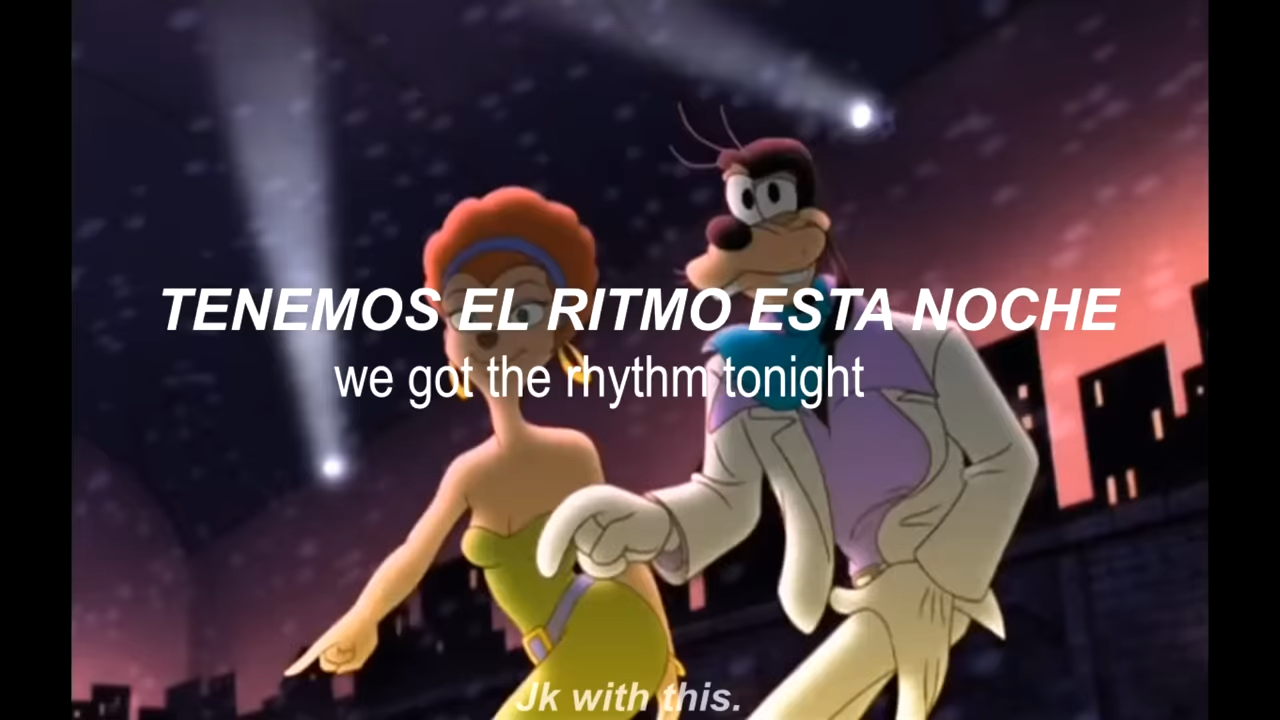 TENEMOS EL RITMO ESTA NOCHE
we got the rhythm tonight
Jk with this.